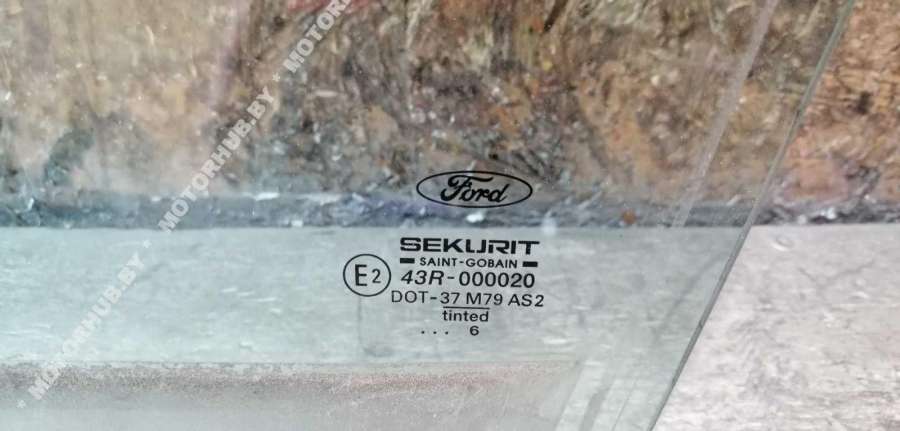 Ford
SEKURIT
SAINT-GOBAIN
E2
43R-000020
DOT-37 M79 AS2
tinted
... 6
* MOTORHUB.BY * MOTORHUB.BY * MOTORHUB.BY *